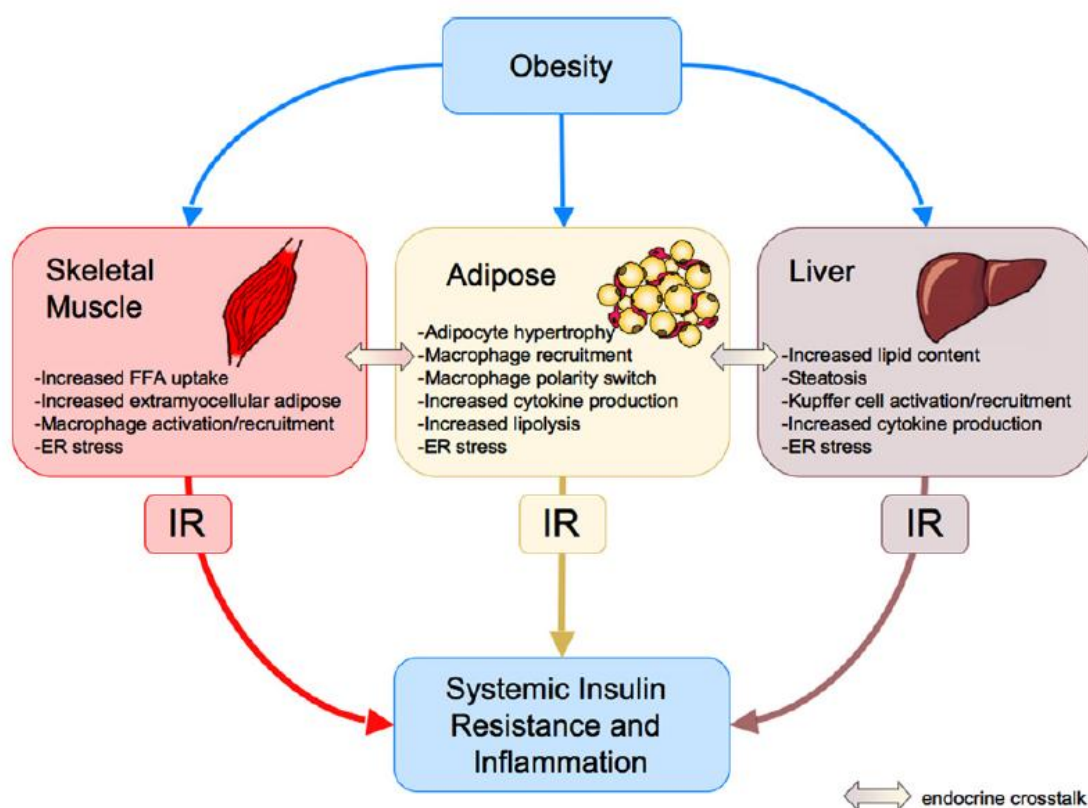 Obesity
Skeletal
Muscle
-Increased FFA uptake
-Increased extramyocellular adipose
-Macrophage activation/recruitment
-ER stress
Adipose
-Adipocyte hypertrophy
-Macrophage recruitment
-Macrophage polarity switch
-Increased cytokine production
-Increased lipolysis
-ER stress
Liver
-Increased lipid content
-Steatosis
-Kupffer cell activation/recruitment
-Increased cytokine production
-ER stress
IR
IR
IR
Systemic Insulin
Resistance and
Inflammation
endocrine crosstalk